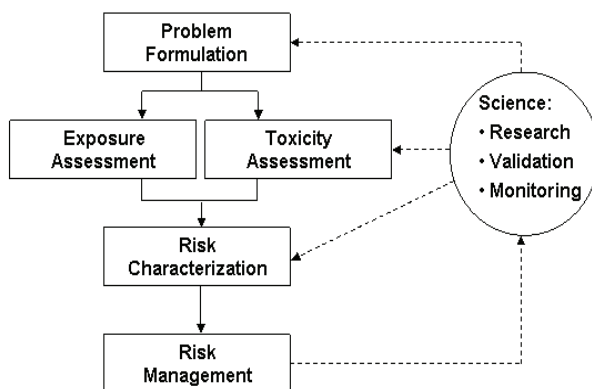 Problem
Formulation
Exposure
Assessment
Toxicity
Assessment
Science:
• Research
• Validation
• Monitoring
Risk
Characterization
Risk
Management